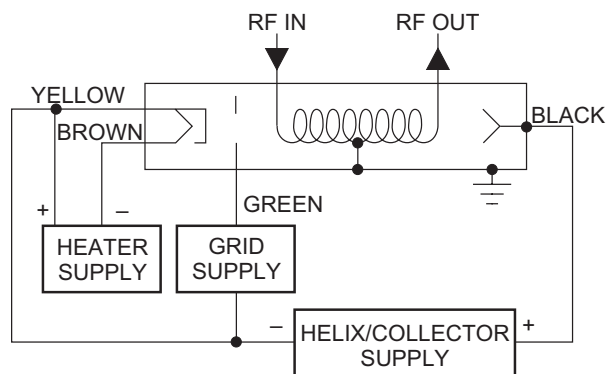 RF IN
RF OUT
YELLOW
BLACK
BROWN
GREEN
+
–
HEATER
SUPPLY
GRID
SUPPLY
–
HELIX/COLLECTOR
SUPPLY
+